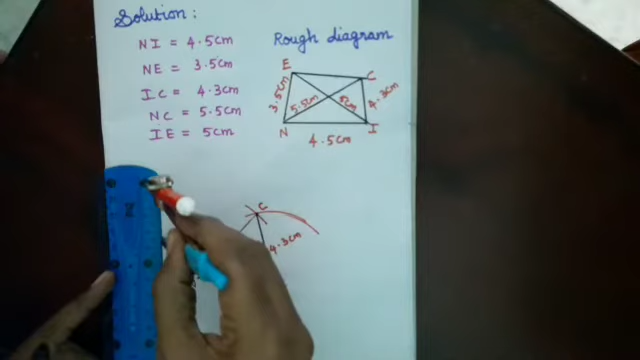 Solution :
NI = 4.5cm
NE = 3.5cm
IC = 4.3cm
NC = 5.5cm
IE = 5cm
Rough diagram
E
C
3.5cm
5.5cm
5cm
4.3cm
N
I
4.5cm
C
4.3cm